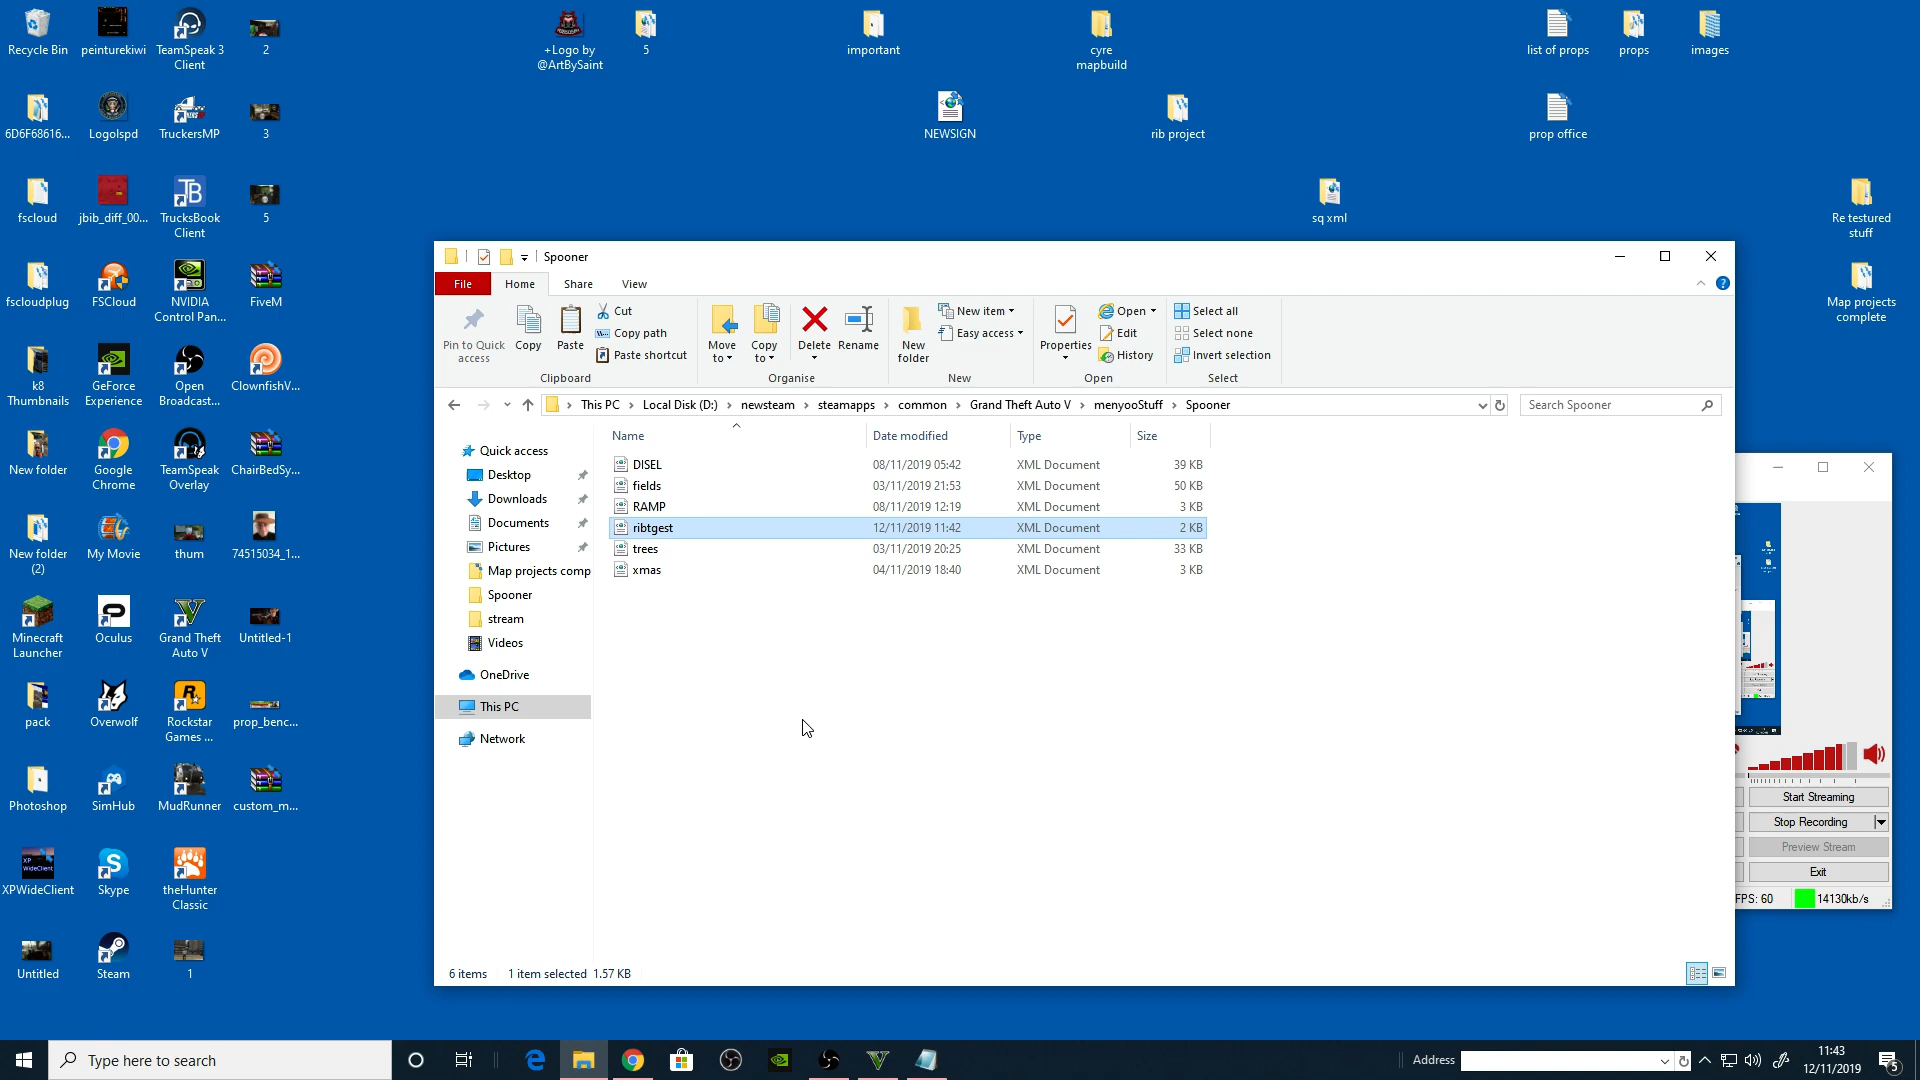 Recycle Bin
peinturekiwi
TeamSpeak 3
Client
2
+Logo by
@ArtBySaint
5
important
cyre
mapbuild
list of props
props
images
6D6F68616...
Logolspd
TruckersMP
3
NEWSIGN
rib project
prop office
fscloud
jbib_diff_00...
TrucksBook
Client
5
sq xml
Re testured
stuff
fscloudplug
FSCloud
NVIDIA
Control Pan...
FiveM
Map projects
complete
k8
Thumbnails
GeForce
Experience
Open
Broadcast...
ClownfishV...
New folder
Google
Chrome
TeamSpeak
Overlay
ChairBedSy...
New folder
(2)
My Movie
thum
74515034_1...
Minecraft
Launcher
Oculus
Grand Theft
Auto V
Untitled-1
pack
Overwolf
Rockstar
Games ...
prop_benc...
Photoshop
SimHub
MudRunner
custom_m...
XP
WideClient
XPWideClient
Skype
theHunter
Classic
Untitled
Steam
1
Spooner
File
Home
Share
View
Pin to Quick
access
Copy
Paste
Cut
Copy path
Paste shortcut
Clipboard
Move
to
Copy
to
Delete
Rename
Organise
New
folder
New item
Easy access
New
Properties
Open
Edit
History
Open
Select all
Select none
Invert selection
Select
This PC > Local Disk (D:) > newsteam > steamapps > common > Grand Theft Auto V > menyooStuff > Spooner
Search Spooner
Name
Date modified
Type
Size
DISEL 08/11/2019 05:42 XML Document 39 KB
fields 03/11/2019 21:53 XML Document 50 KB
RAMP 08/11/2019 12:19 XML Document 3 KB
ribtgest 12/11/2019 11:42 XML Document 2 KB
trees 03/11/2019 20:25 XML Document 33 KB
xmas 04/11/2019 18:40 XML Document 3 KB
Quick access
Desktop
Downloads
Documents
Pictures
Map projects comp
Spooner
stream
Videos
OneDrive
This PC
Network
6 items 1 item selected 1.57 KB
Start Streaming
Stop Recording
Preview Stream
Exit
FPS: 60
14130kb/s
Type here to search
Address
11:43
12/11/2019
5